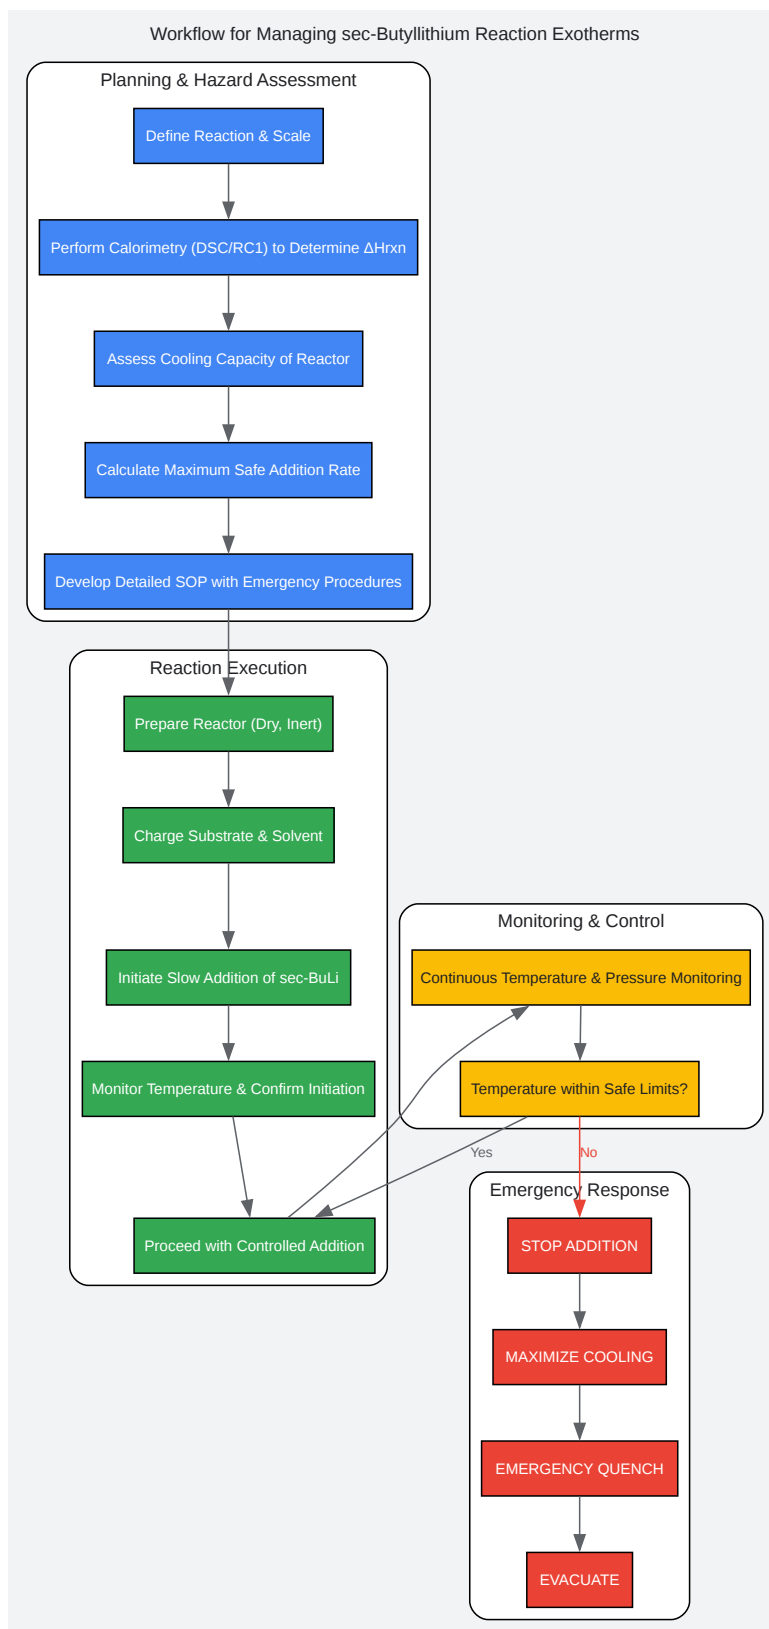 Workflow for Managing sec-Butyllithium Reaction Exotherms
Planning & Hazard Assessment
Define Reaction & Scale
Perform Calorimetry (DSC/RC1) to Determine ΔHrxn
Assess Cooling Capacity of Reactor
Calculate Maximum Safe Addition Rate
Develop Detailed SOP with Emergency Procedures
Reaction Execution
Prepare Reactor (Dry, Inert)
Charge Substrate & Solvent
Initiate Slow Addition of sec-BuLi
Monitor Temperature & Confirm Initiation
Proceed with Controlled Addition
Monitoring & Control
Continuous Temperature & Pressure Monitoring
Temperature within Safe Limits?
Yes
No
Emergency Response
STOP ADDITION
MAXIMIZE COOLING
EMERGENCY QUENCH
EVACUATE